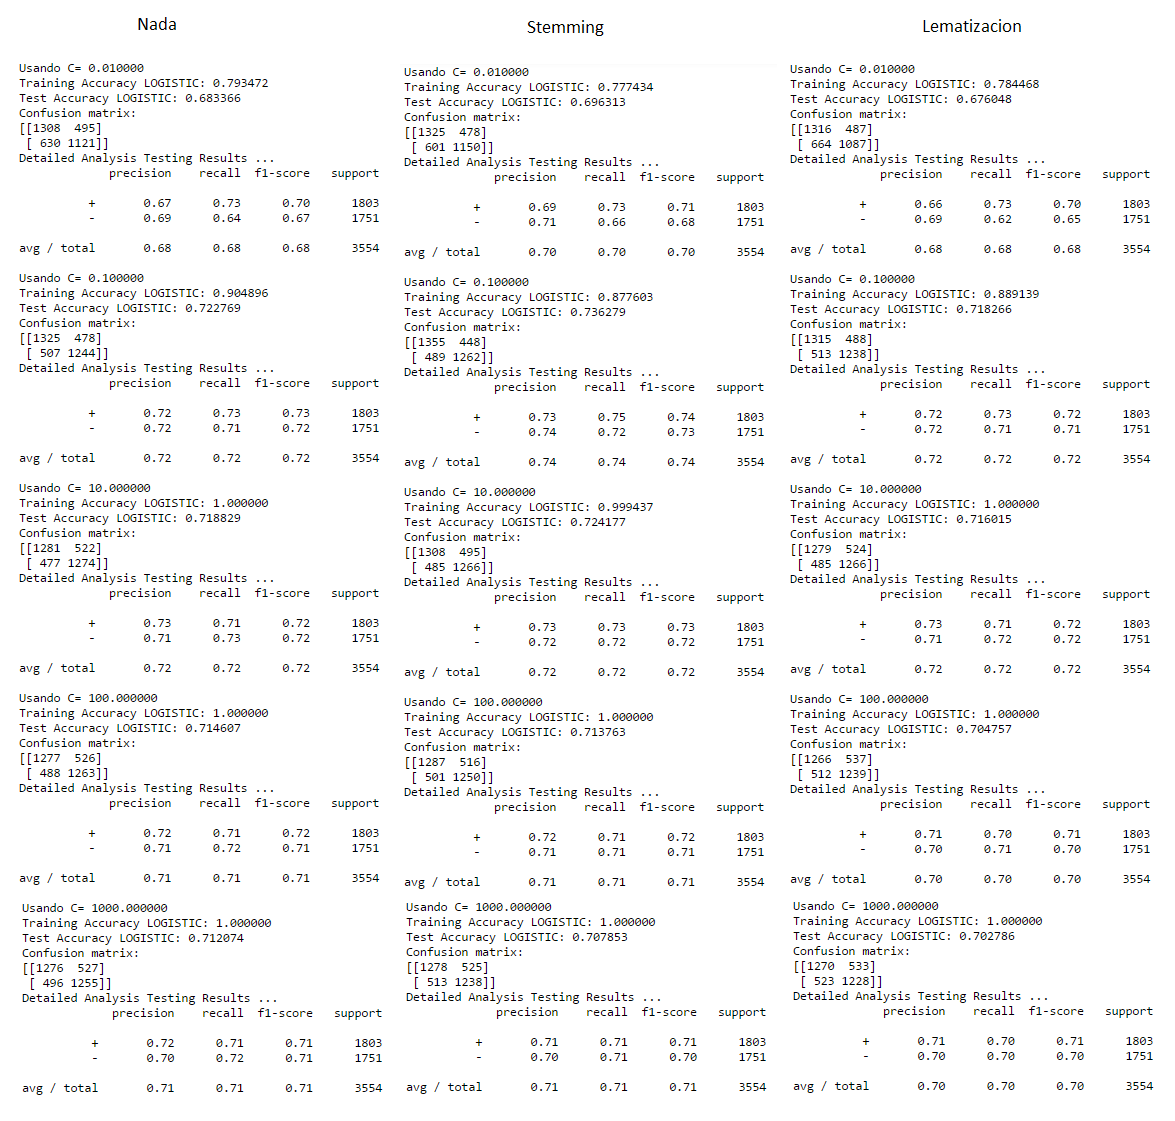 Nada
Usando C= 0.010000
Training Accuracy LOGISTIC: 0.793472
Test Accuracy LOGISTIC: 0.683366
Confusion matrix:
[[1308  495]
 [ 630 1121]]
Detailed Analysis Testing Results ...
             precision    recall  f1-score   support
          +       0.67      0.73      0.70      1803
          -       0.69      0.64      0.67      1751
avg / total       0.68      0.68      0.68      3554
Usando C= 0.100000
Training Accuracy LOGISTIC: 0.904896
Test Accuracy LOGISTIC: 0.722769
Confusion matrix:
[[1325  478]
 [ 507 1244]]
Detailed Analysis Testing Results ...
             precision    recall  f1-score   support
          +       0.72      0.73      0.73      1803
          -       0.72      0.71      0.72      1751
avg / total       0.72      0.72      0.72      3554
Usando C= 10.000000
Training Accuracy LOGISTIC: 1.000000
Test Accuracy LOGISTIC: 0.718829
Confusion matrix:
[[1281  522]
 [ 477 1274]]
Detailed Analysis Testing Results ...
             precision    recall  f1-score   support
          +       0.73      0.71      0.72      1803
          -       0.71      0.73      0.72      1751
avg / total       0.72      0.72      0.72      3554
Usando C= 100.000000
Training Accuracy LOGISTIC: 1.000000
Test Accuracy LOGISTIC: 0.714607
Confusion matrix:
[[1277  526]
 [ 488 1263]]
Detailed Analysis Testing Results ...
             precision    recall  f1-score   support
          +       0.72      0.71      0.72      1803
          -       0.71      0.72      0.71      1751
avg / total       0.71      0.71      0.71      3554
Usando C= 1000.000000
Training Accuracy LOGISTIC: 1.000000
Test Accuracy LOGISTIC: 0.712074
Confusion matrix:
[[1276  527]
 [ 496 1255]]
Detailed Analysis Testing Results ...
             precision    recall  f1-score   support
          +       0.72      0.71      0.71      1803
          -       0.70      0.72      0.71      1751
avg / total       0.71      0.71      0.71      3554
Stemming
Usando C= 0.010000
Training Accuracy LOGISTIC: 0.777434
Test Accuracy LOGISTIC: 0.696313
Confusion matrix:
[[1325  478]
 [ 601 1150]]
Detailed Analysis Testing Results ...
             precision    recall  f1-score   support
          +       0.69      0.73      0.71      1803
          -       0.71      0.66      0.68      1751
avg / total       0.70      0.70      0.70      3554
Usando C= 0.100000
Training Accuracy LOGISTIC: 0.877603
Test Accuracy LOGISTIC: 0.736279
Confusion matrix:
[[1355  448]
 [ 489 1262]]
Detailed Analysis Testing Results ...
             precision    recall  f1-score   support
          +       0.73      0.75      0.74      1803
          -       0.74      0.72      0.73      1751
avg / total       0.74      0.74      0.74      3554
Usando C= 10.000000
Training Accuracy LOGISTIC: 0.999437
Test Accuracy LOGISTIC: 0.724177
Confusion matrix:
[[1308  495]
 [ 485 1266]]
Detailed Analysis Testing Results ...
             precision    recall  f1-score   support
          +       0.73      0.73      0.73      1803
          -       0.72      0.72      0.72      1751
avg / total       0.72      0.72      0.72      3554
Usando C= 100.000000
Training Accuracy LOGISTIC: 1.000000
Test Accuracy LOGISTIC: 0.713763
Confusion matrix:
[[1287  516]
 [ 501 1250]]
Detailed Analysis Testing Results ...
             precision    recall  f1-score   support
          +       0.72      0.71      0.72      1803
          -       0.71      0.71      0.71      1751
avg / total       0.71      0.71      0.71      3554
Usando C= 1000.000000
Training Accuracy LOGISTIC: 1.000000
Test Accuracy LOGISTIC: 0.707853
Confusion matrix:
[[1278  525]
 [ 513 1238]]
Detailed Analysis Testing Results ...
             precision    recall  f1-score   support
          +       0.71      0.71      0.71      1803
          -       0.70      0.71      0.70      1751
avg / total       0.71      0.71      0.71      3554
Lematizacion
Usando C= 0.010000
Training Accuracy LOGISTIC: 0.784468
Test Accuracy LOGISTIC: 0.676048
Confusion matrix:
[[1316  487]
 [ 664 1087]]
Detailed Analysis Testing Results ...
             precision    recall  f1-score   support
          +       0.66      0.73      0.70      1803
          -       0.69      0.62      0.65      1751
avg / total       0.68      0.68      0.68      3554
Usando C= 0.100000
Training Accuracy LOGISTIC: 0.889139
Test Accuracy LOGISTIC: 0.718266
Confusion matrix:
[[1315  488]
 [ 513 1238]]
Detailed Analysis Testing Results ...
             precision    recall  f1-score   support
          +       0.72      0.73      0.72      1803
          -       0.72      0.71      0.71      1751
avg / total       0.72      0.72      0.72      3554
Usando C= 10.000000
Training Accuracy LOGISTIC: 1.000000
Test Accuracy LOGISTIC: 0.716015
Confusion matrix:
[[1279  524]
 [ 485 1266]]
Detailed Analysis Testing Results ...
             precision    recall  f1-score   support
          +       0.73      0.71      0.72      1803
          -       0.71      0.72      0.72      1751
avg / total       0.72      0.72      0.72      3554
Usando C= 100.000000
Training Accuracy LOGISTIC: 1.000000
Test Accuracy LOGISTIC: 0.704757
Confusion matrix:
[[1266  537]
 [ 512 1239]]
Detailed Analysis Testing Results ...
             precision    recall  f1-score   support
          +       0.71      0.70      0.71      1803
          -       0.70      0.71      0.70      1751
avg / total       0.70      0.70      0.70      3554
Usando C= 1000.000000
Training Accuracy LOGISTIC: 1.000000
Test Accuracy LOGISTIC: 0.702786
Confusion matrix:
[[1270  533]
 [ 523 1228]]
Detailed Analysis Testing Results ...
             precision    recall  f1-score   support
          +       0.71      0.70      0.71      1803
          -       0.70      0.70      0.70      1751
avg / total       0.70      0.70      0.70      3554